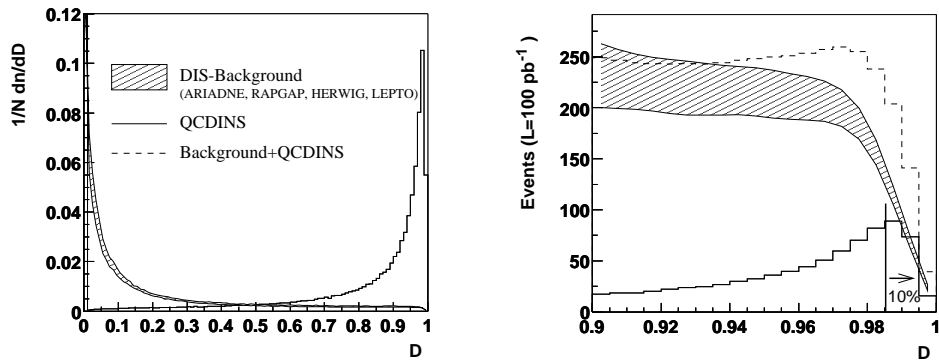 1/N dn/dD
0.12
0.1
0.08
0.06
0.04
0.02
0
DIS-Background
(ARIADNE, RAPGAP, HERWIG, LEPTO)
QCDINS
Background+QCDINS
0 0.1 0.2 0.3 0.4 0.5 0.6 0.7 0.8 0.9 1
D
Events (L=100 pb⁻¹)
250
200
150
100
50
0
10%
0.9 0.92 0.94 0.96 0.98 1
D